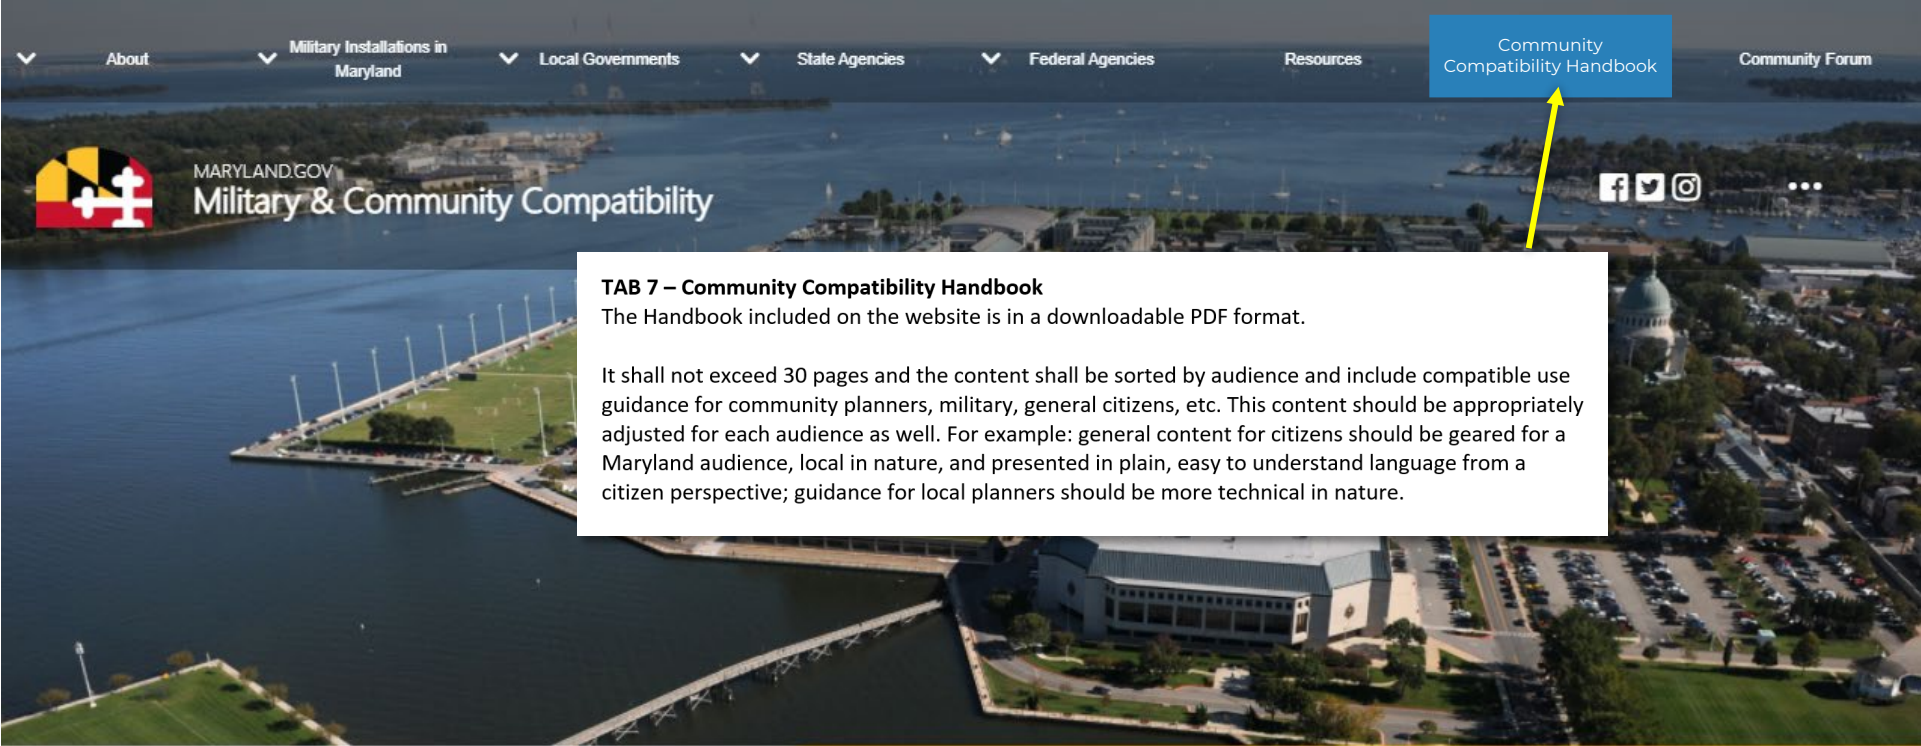 About
Military Installations in
Maryland
Local Governments
State Agencies
Federal Agencies
Resources
Community
Compatibility Handbook
Community Forum
MARYLAND.GOV
Military & Community Compatibility
TAB 7 – Community Compatibility Handbook
The Handbook included on the website is in a downloadable PDF format.
It shall not exceed 30 pages and the content shall be sorted by audience and include compatible use
guidance for community planners, military, general citizens, etc. This content should be appropriately
adjusted for each audience as well. For example: general content for citizens should be geared for a
Maryland audience, local in nature, and presented in plain, easy to understand language from a
citizen perspective; guidance for local planners should be more technical in nature.